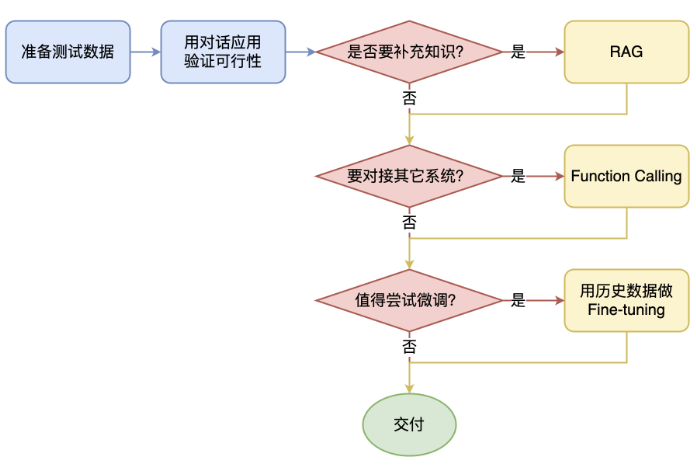 准备测试数据
用对话应用
验证可行性
是否要补充知识?
是
RAG
否
要对接其它系统?
是
Function Calling
否
值得尝试微调?
是
用历史数据做
Fine-tuning
否
交付